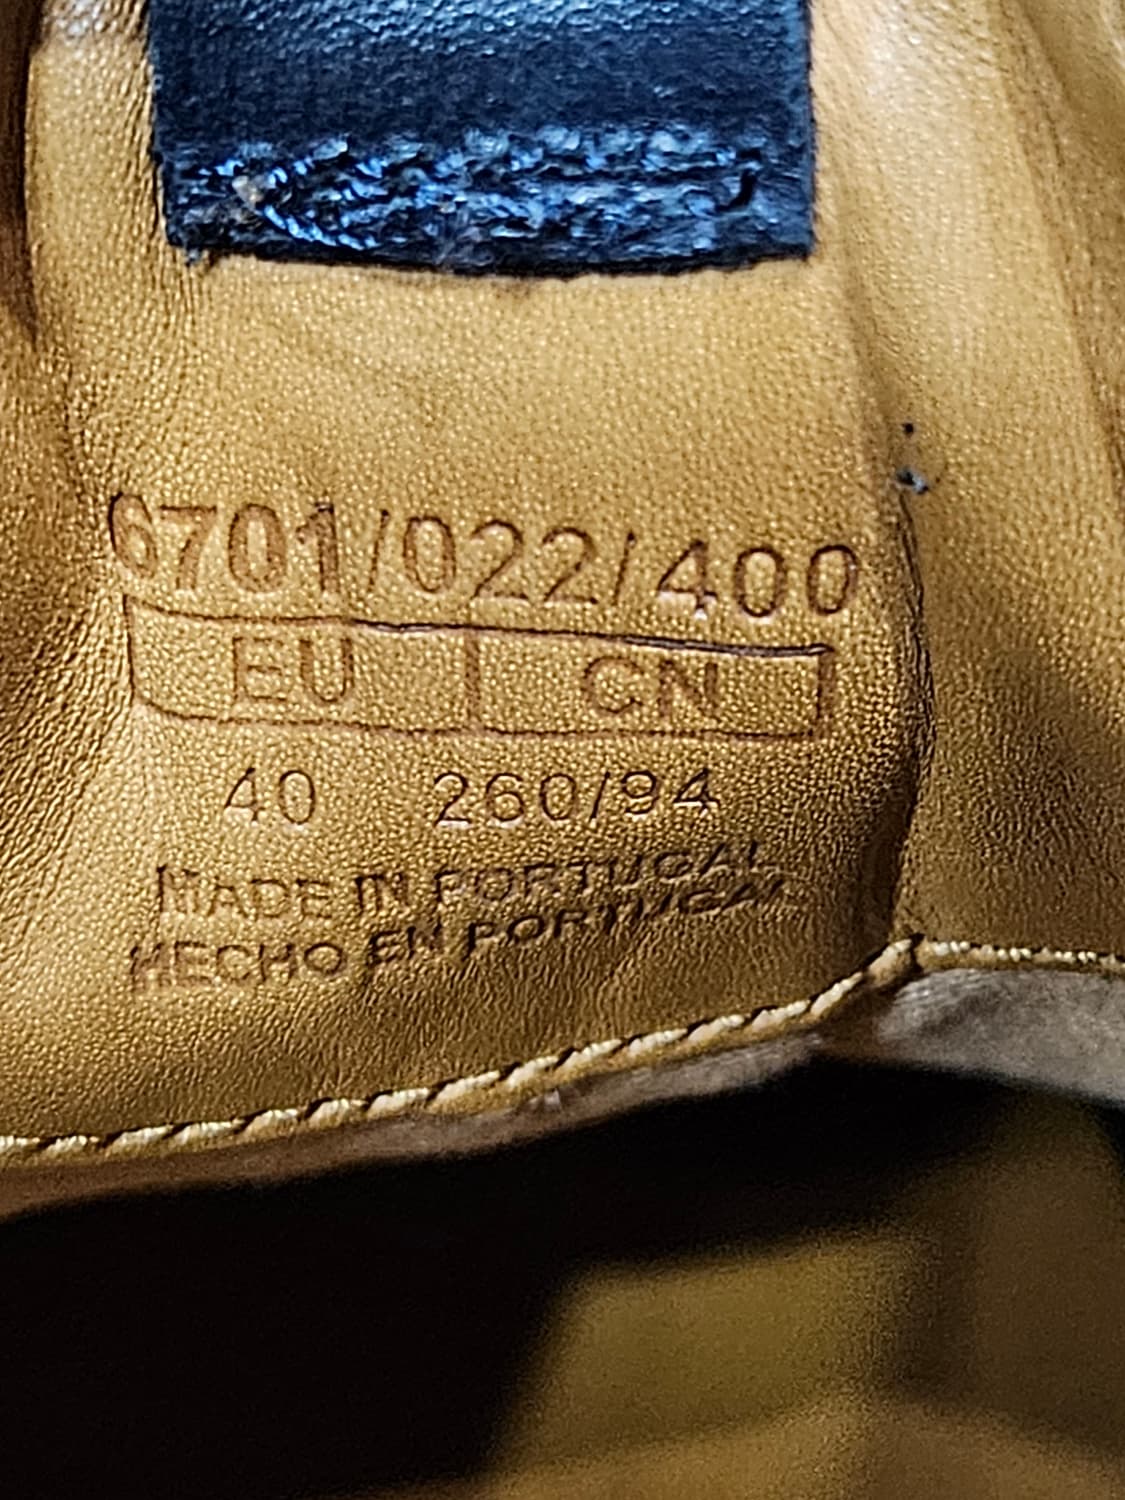 6701/022/400
EU CN
40 260/94
MADE IN PORTUGAL
HECHO EN PORTUGAL